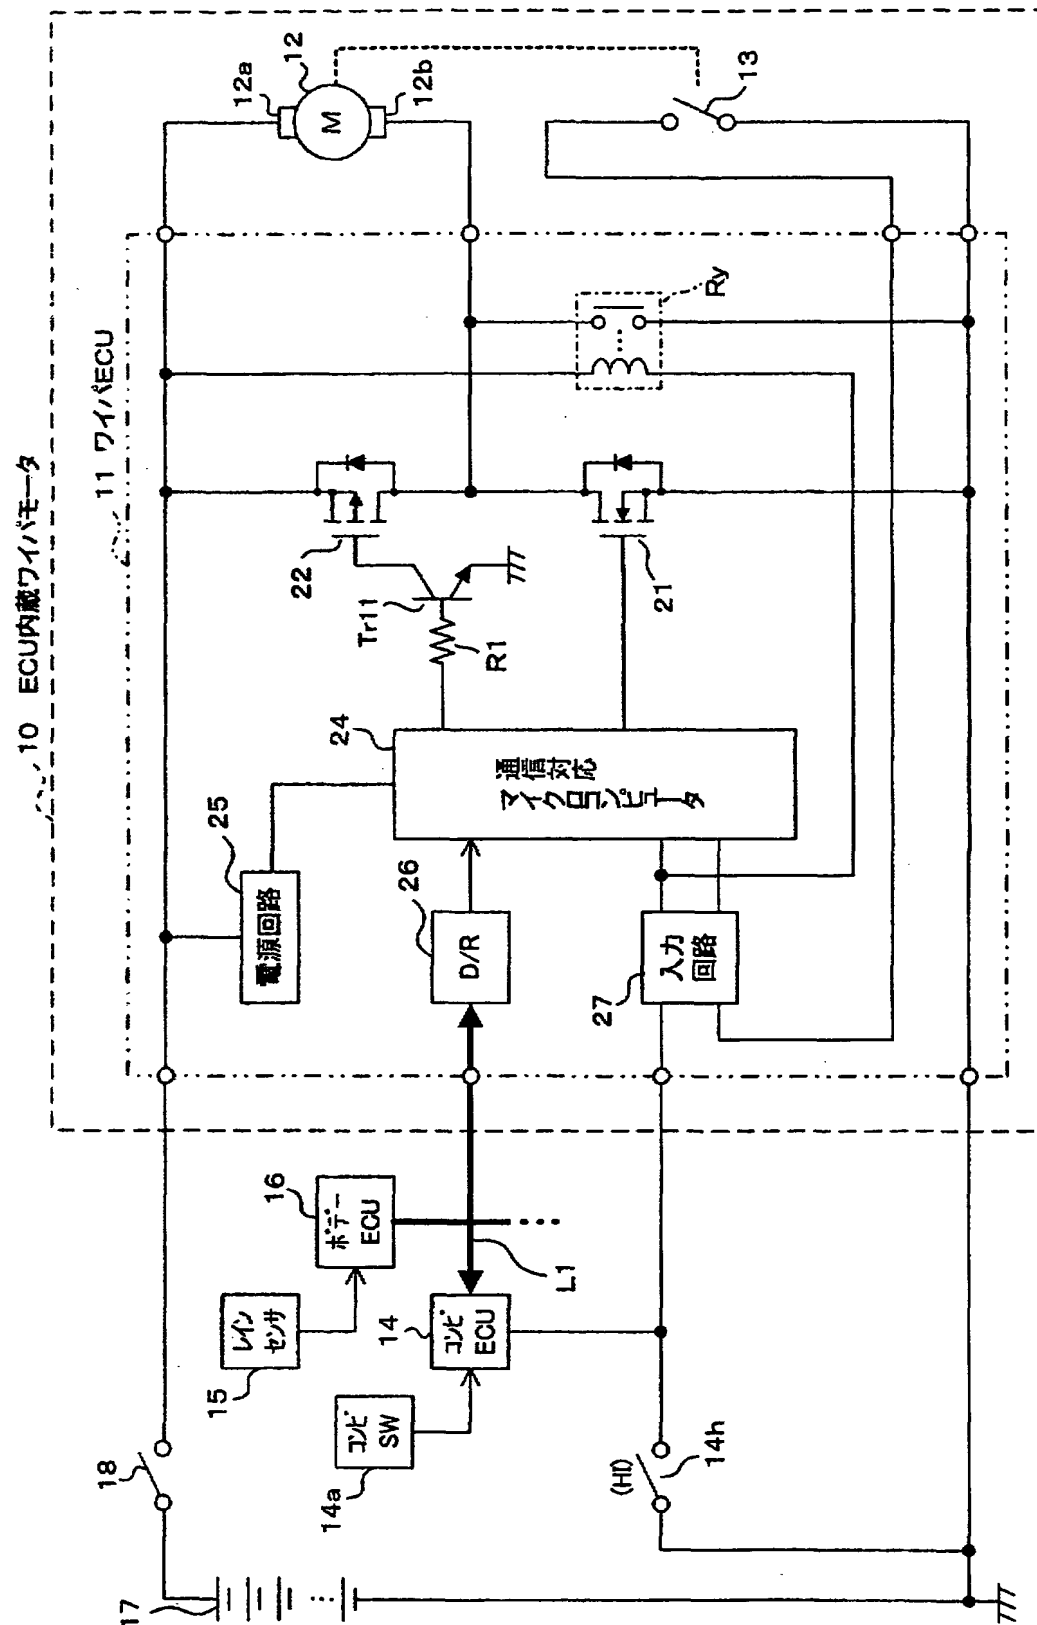 10 ECU内蔵ワイパモータ
11 ワイパECU
12a
12
M
12b
13
Ry
22
Tr11
R1
21
24
通信対応
マイクロコンピュータ
25
電源回路
26
D/R
27
入力
回路
16
ボデー
ECU
15
レイン
センサ
14
コンビ
ECU
L1
14a
コンビ
SW
18
(HI)
14h
17